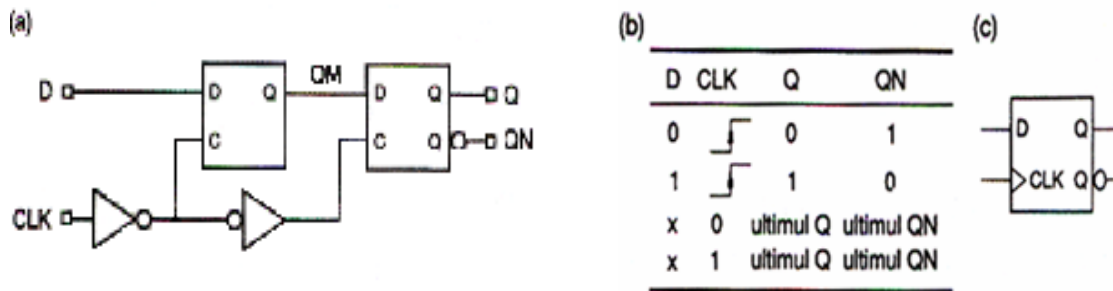 (a)
D
D Q
C
QM
D Q
C Q
Q
QN
CLK
(b)
D CLK Q QN
0 0 1
1 1 0
x 0 ultimul Q ultimul QN
x 1 ultimul Q ultimul QN
(c)
D Q
CLK Q